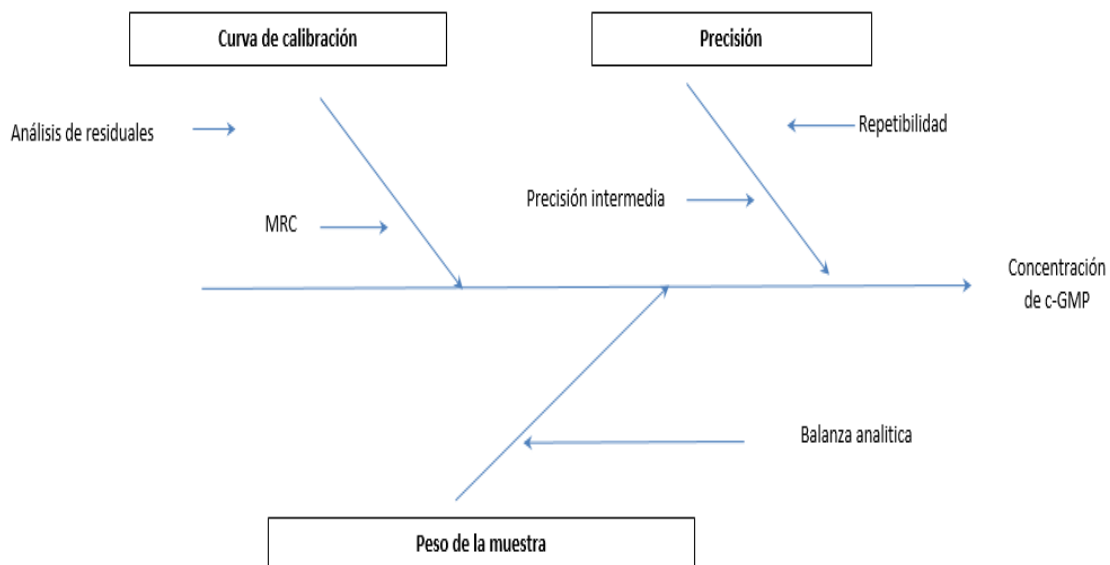 Curva de calibración
Precisión
Análisis de residuales
Repetibilidad
Precisión intermedia
MRC
Concentración
de c-GMP
Balanza analitica
Peso de la muestra